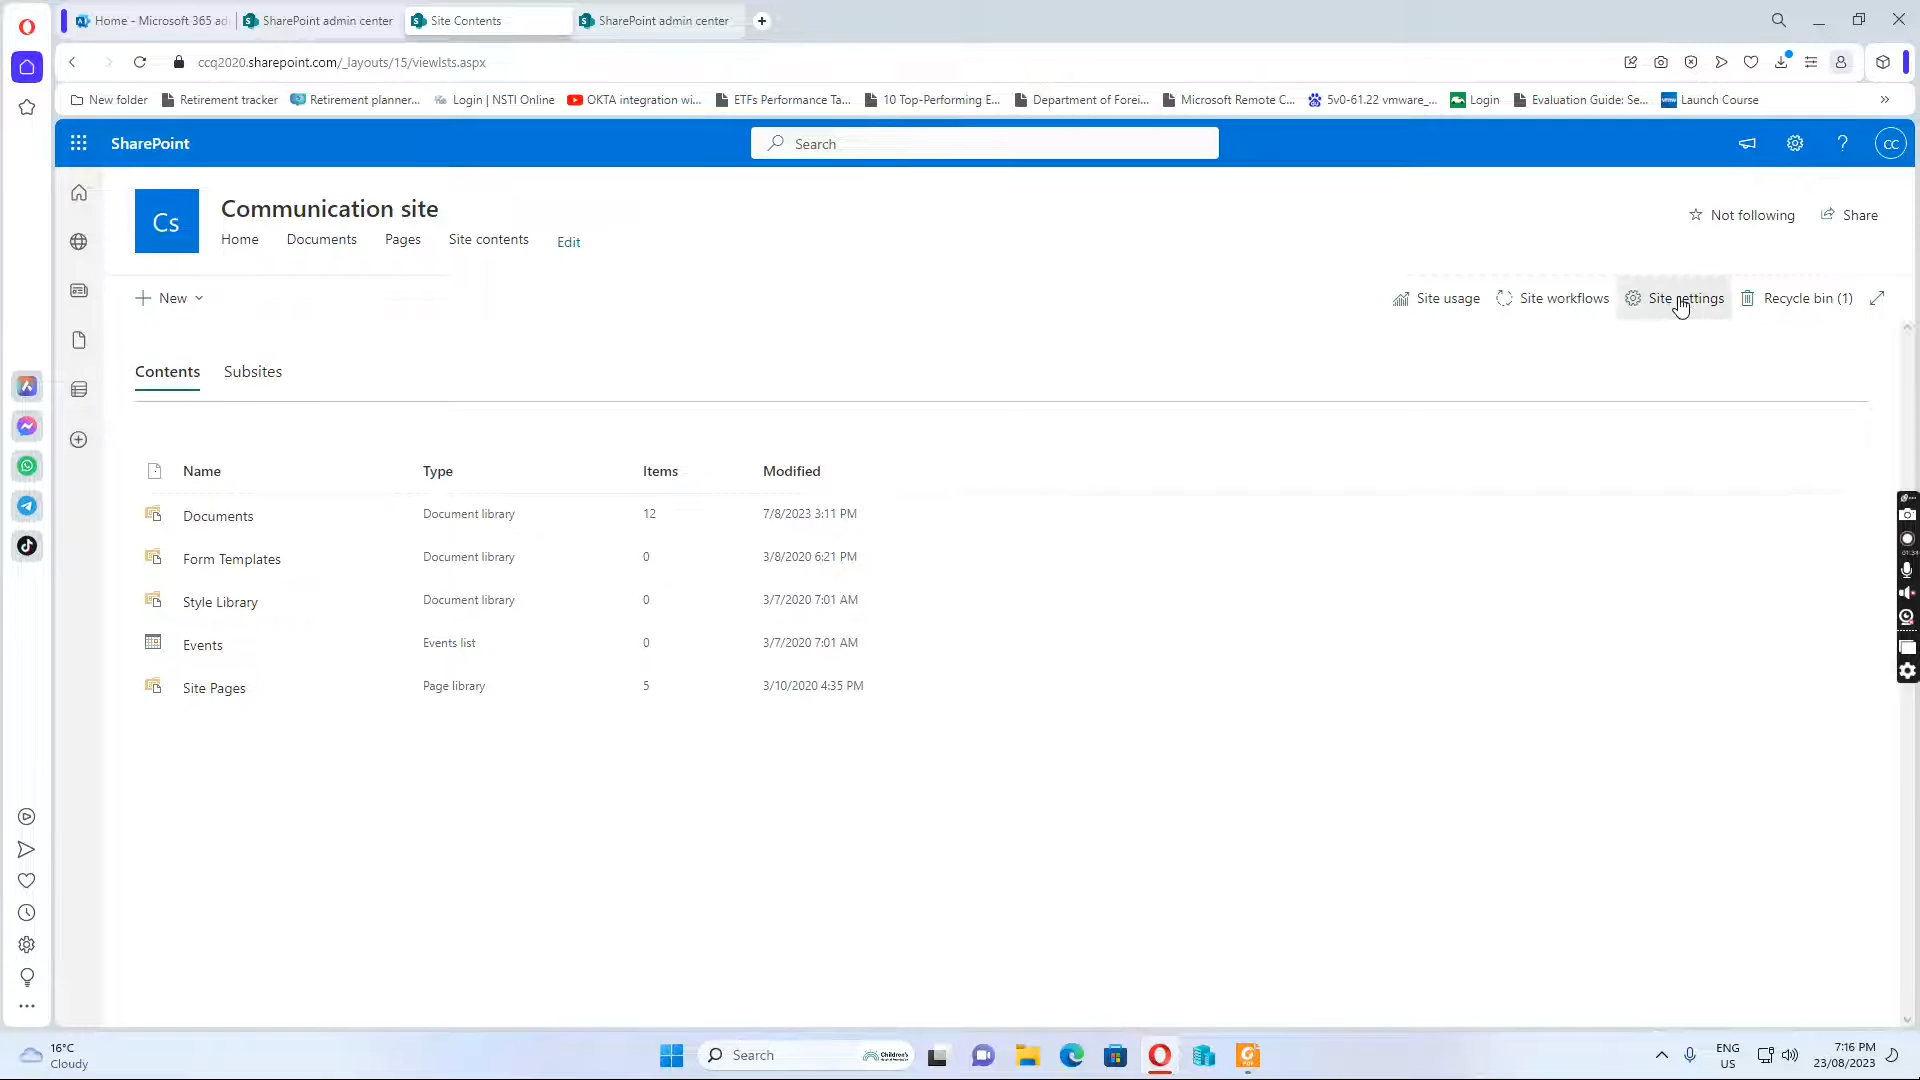 Home - Microsoft 365 ad
SharePoint admin center
Site Contents
SharePoint admin center
ccq2020.sharepoint.com/_layouts/15/viewlsts.aspx
New folder
Retirement tracker
Retirement planner...
Login | NSTI Online
OKTA integration wi...
ETFs Performance Ta...
10 Top-Performing E...
Department of Forei...
Microsoft Remote C...
5v0-61.22 vmware_...
Login
Evaluation Guide: Se...
Launch Course
SharePoint
Search
CC
Cs
Communication site
Home
Documents
Pages
Site contents
Edit
Not following
Share
New
Site usage
Site workflows
Site settings
Recycle bin (1)
Contents
Subsites
Name Type Items Modified
Documents Document library 12 7/8/2023 3:11 PM
Form Templates Document library 0 3/8/2020 6:21 PM
Style Library Document library 0 3/7/2020 7:01 AM
Events Events list 0 3/7/2020 7:01 AM
Site Pages Page library 5 3/10/2020 4:35 PM
16°C
Cloudy
Search
Children's
ENG
US
7:16 PM
23/08/2023